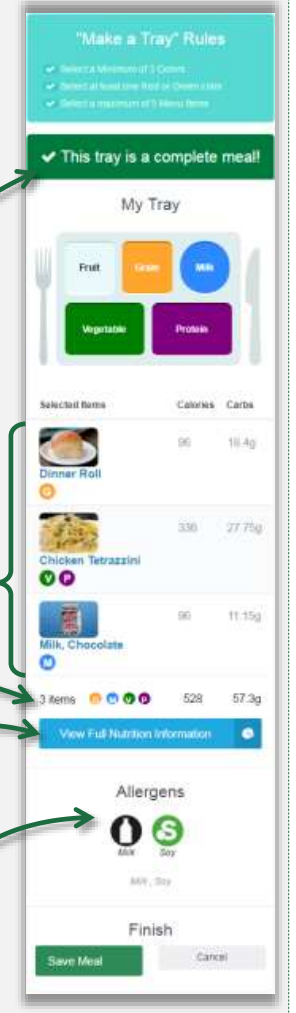 "Make a Tray" Rules
✔ Select a Minimum of 3 Colors
✔ Select at least one Red or Green color
✔ Select a maximum of 5 Menu Items
✔ This tray is a complete meal!
My Tray
Fruit Grain Milk
Vegetable Protein
Selected Items Calories Carbs
96 18.4g
Dinner Roll
G
336 27.75g
Chicken Tetrazzini
V P
96 11.15g
Milk, Chocolate
M
3 items G M V P 528 57.3g
View Full Nutrition Information
Allergens
Milk Soy
Milk, Soy
Finish
Save Meal Cancel